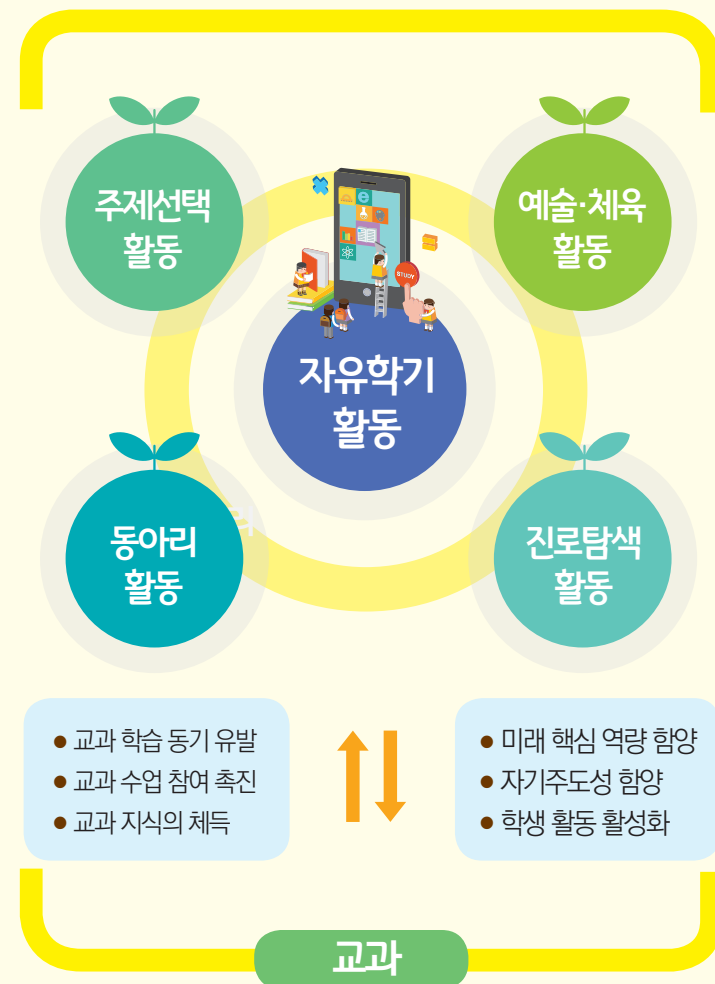 주제선택
활동
예술·체육
활동
STUDY
자유학기
활동
동아리
활동
진로탐색
활동
● 교과 학습 동기 유발
● 교과 수업 참여 촉진
● 교과 지식의 체득
● 미래 핵심 역량 함양
● 자기주도성 함양
● 학생 활동 활성화
교과